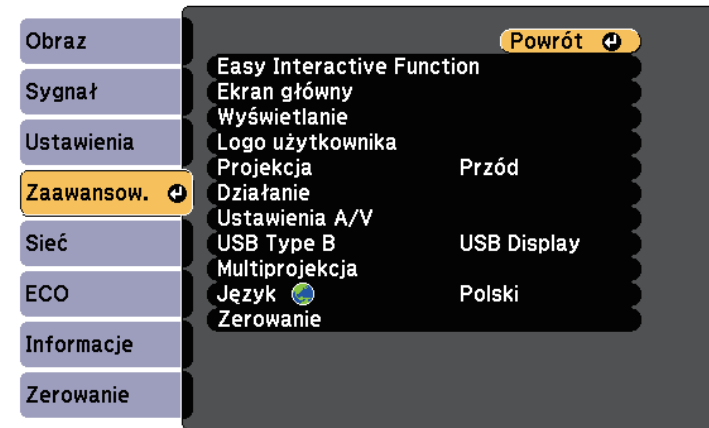 Obraz
Sygnał
Ustawienia
Zaawansow.
Sieć
ECO
Informacje
Zerowanie
Powrót
Easy Interactive Function
Ekran główny
Wyświetlanie
Logo użytkownika
Projekcja Przód
Działanie
Ustawienia A/V
USB Type B USB Display
Multiprojekcja
Język Polski
Zerowanie